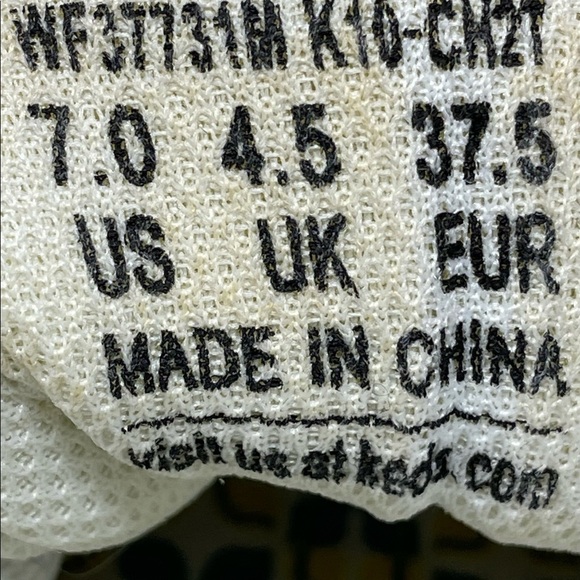 WF37731M K10-CH27
7.0 4.5 37.5
US UK EUR
MADE IN CHINA
visit us at keds.com